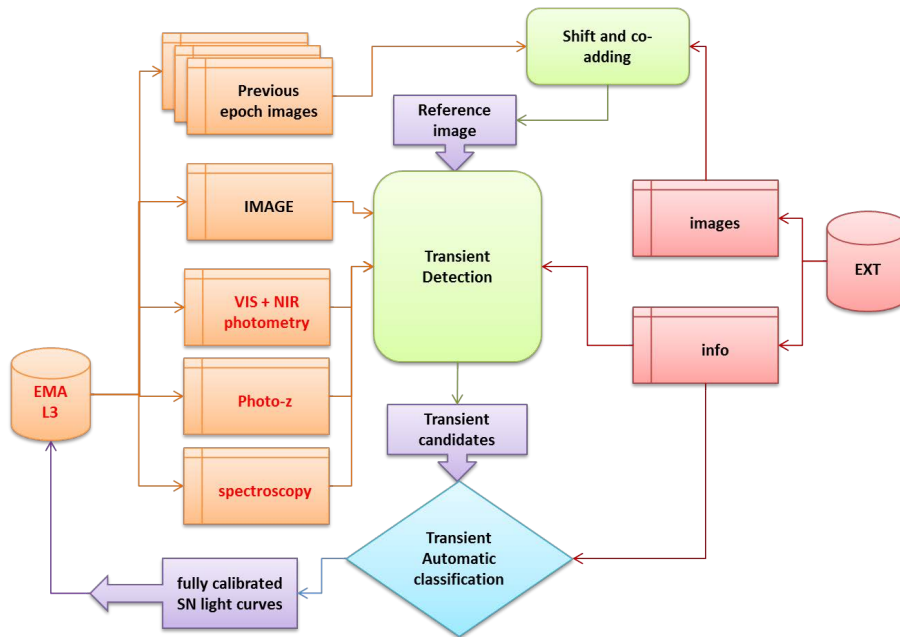 Shift and co-
adding
Previous
epoch images
Reference
image
IMAGE
images
Transient
Detection
EXT
VIS + NIR
photometry
info
EMA
L3
Photo-z
Transient
candidates
spectroscopy
Transient
Automatic
classification
fully calibrated
SN light curves